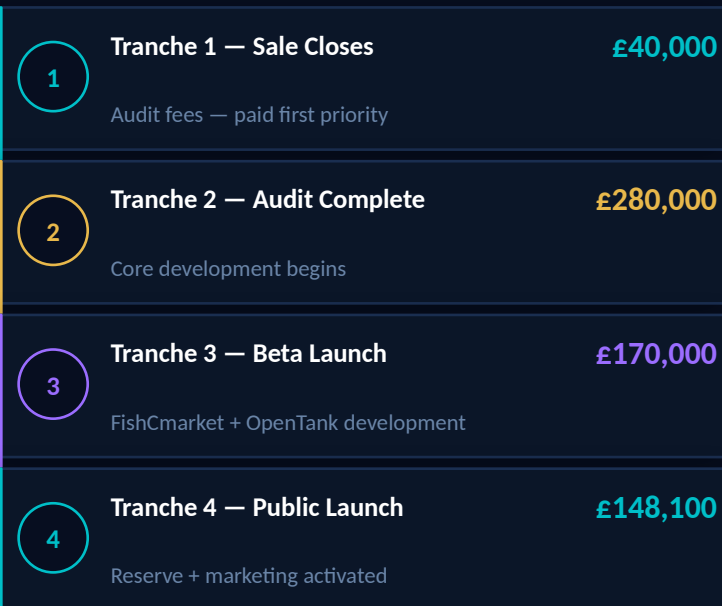 Tranche 1 — Sale Closes
£40,000
1
Audit fees — paid first priority
Tranche 2 — Audit Complete
£280,000
2
Core development begins
Tranche 3 — Beta Launch
£170,000
3
FishCmarket + OpenTank development
Tranche 4 — Public Launch
£148,100
4
Reserve + marketing activated